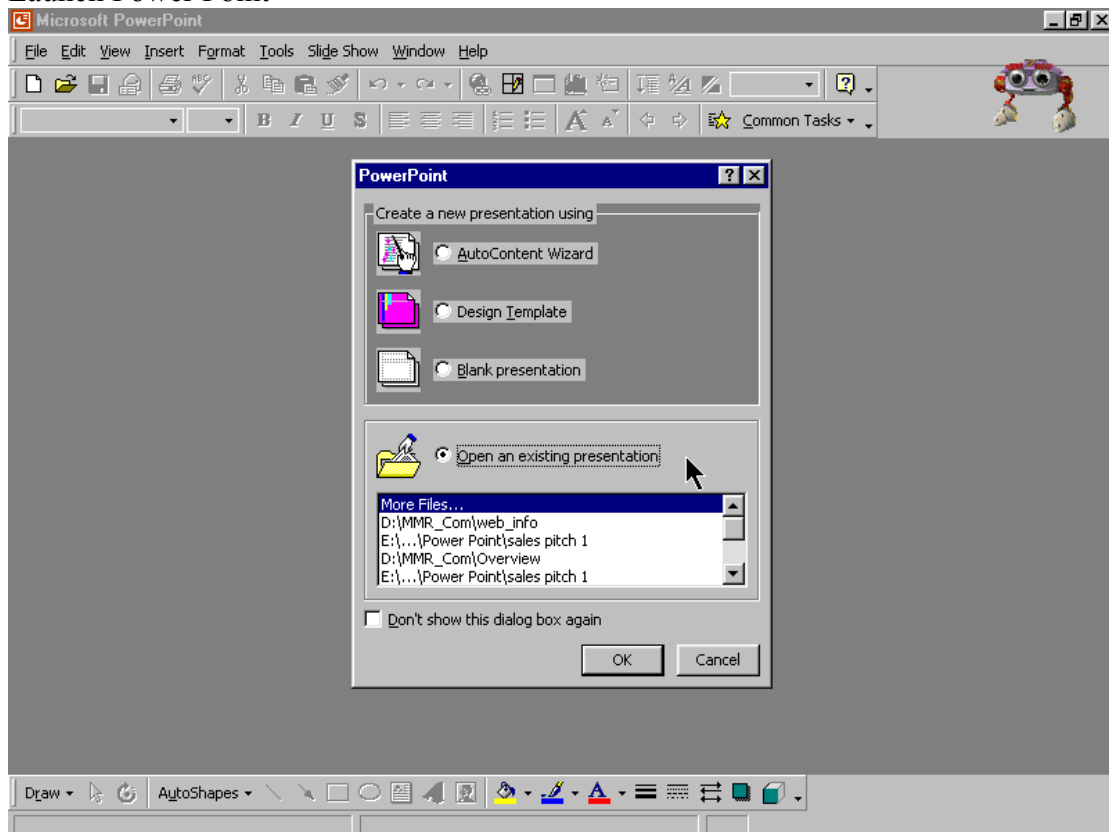 Launch Power Point
Microsoft PowerPoint
File Edit View Insert Format Tools Slide Show Window Help
B I U S A A Common Tasks
PowerPoint
Create a new presentation using
AutoContent Wizard
Design Template
Blank presentation
Open an existing presentation
More Files...
D:\MMR_Com\web_info
E:\...\Power Point\sales pitch 1
D:\MMR_Com\Overview
E:\...\Power Point\sales pitch 1
Don't show this dialog box again
OK Cancel
Draw AutoShapes A